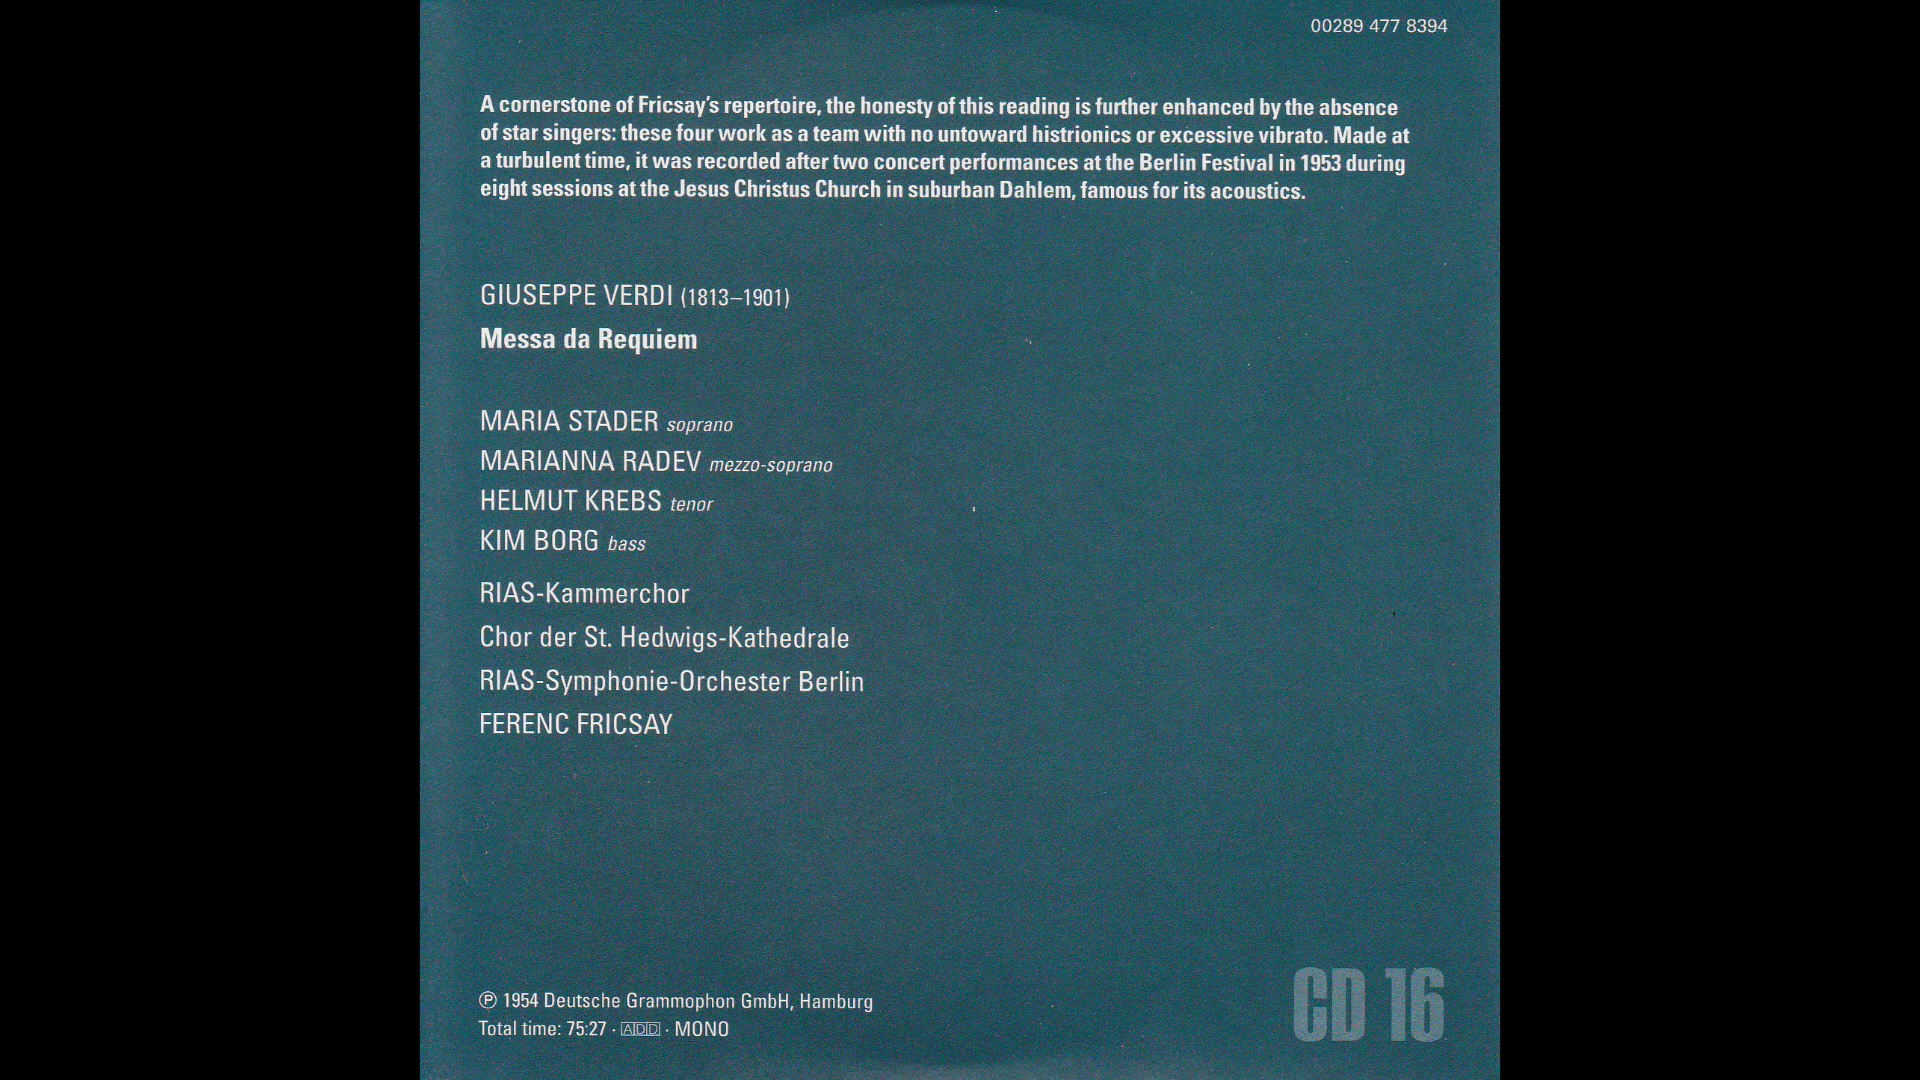 00289 477 8394
A cornerstone of Fricsay's repertoire, the honesty of this reading is further enhanced by the absence
of star singers: these four work as a team with no untoward histrionics or excessive vibrato. Made at
a turbulent time, it was recorded after two concert performances at the Berlin Festival in 1953 during
eight sessions at the Jesus Christus Church in suburban Dahlem, famous for its acoustics.
GIUSEPPE VERDI (1813–1901)
Messa da Requiem
MARIA STADER soprano
MARIANNA RADEV mezzo-soprano
HELMUT KREBS tenor
KIM BORG bass
RIAS-Kammerchor
Chor der St. Hedwigs-Kathedrale
RIAS-Symphonie-Orchester Berlin
FERENC FRICSAY
℗ 1954 Deutsche Grammophon GmbH, Hamburg
Total time: 75:27 · ADD · MONO
CD 16